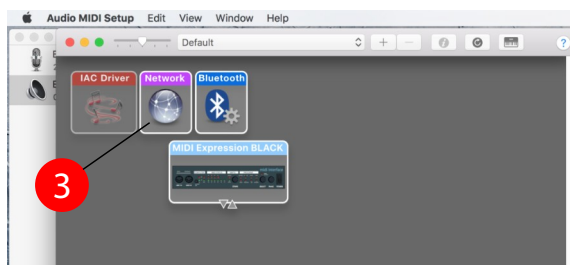 Audio MIDI Setup Edit View Window Help
Default
IAC Driver Network Bluetooth
MIDI Expression BLACK
3